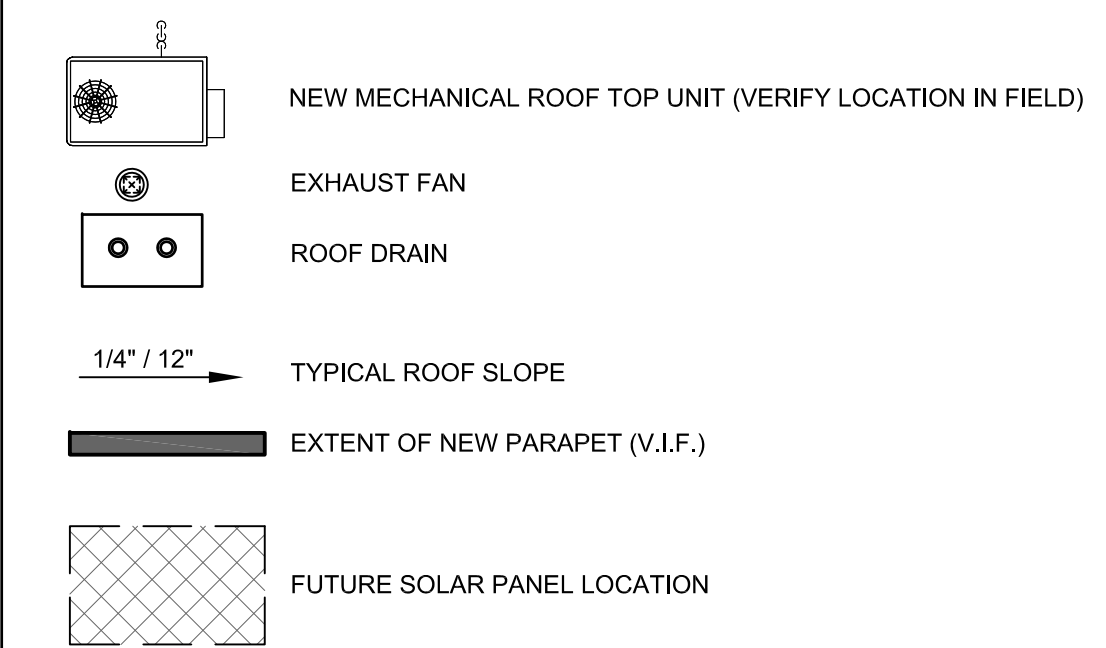 NEW MECHANICAL ROOF TOP UNIT (VERIFY LOCATION IN FIELD)
EXHAUST FAN
ROOF DRAIN
1/4" / 12"
TYPICAL ROOF SLOPE
EXTENT OF NEW PARAPET (V.I.F.)
FUTURE SOLAR PANEL LOCATION